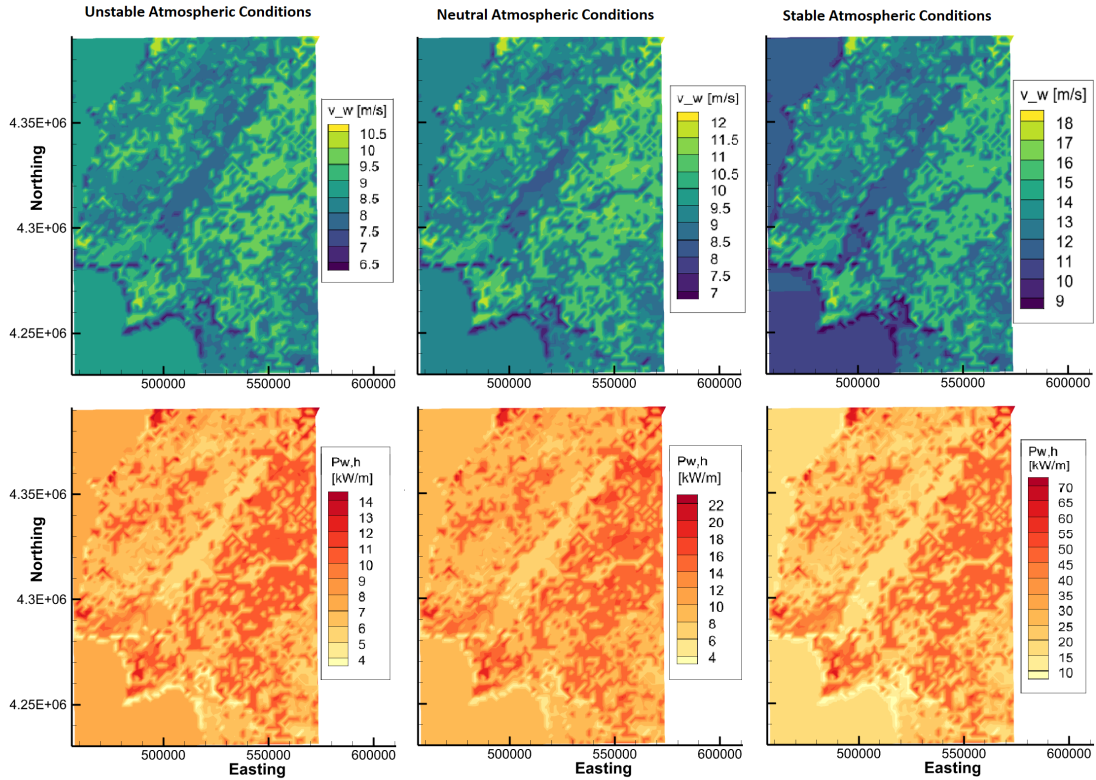 Unstable Atmospheric Conditions
Neutral Atmospheric Conditions
Stable Atmospheric Conditions
Northing
4.35E+06
4.3E+06
4.25E+06
v_w [m/s]
10.5
10
9.5
9
8.5
8
7.5
7
6.5
500000 550000 600000
v_w [m/s]
12
11.5
11
10.5
10
9.5
9
8.5
8
7.5
7
500000 550000 600000
v_w [m/s]
18
17
16
15
14
13
12
11
10
9
500000 550000 600000
Northing
4.35E+06
4.3E+06
4.25E+06
Pw,h
[kW/m]
14
13
12
11
10
9
8
7
6
5
4
500000 550000 600000
Easting
Pw,h
[kW/m]
22
20
18
16
14
12
10
8
6
4
500000 550000 600000
Easting
Pw,h
[kW/m]
70
65
60
55
50
45
40
35
30
25
20
15
10
500000 550000 600000
Easting